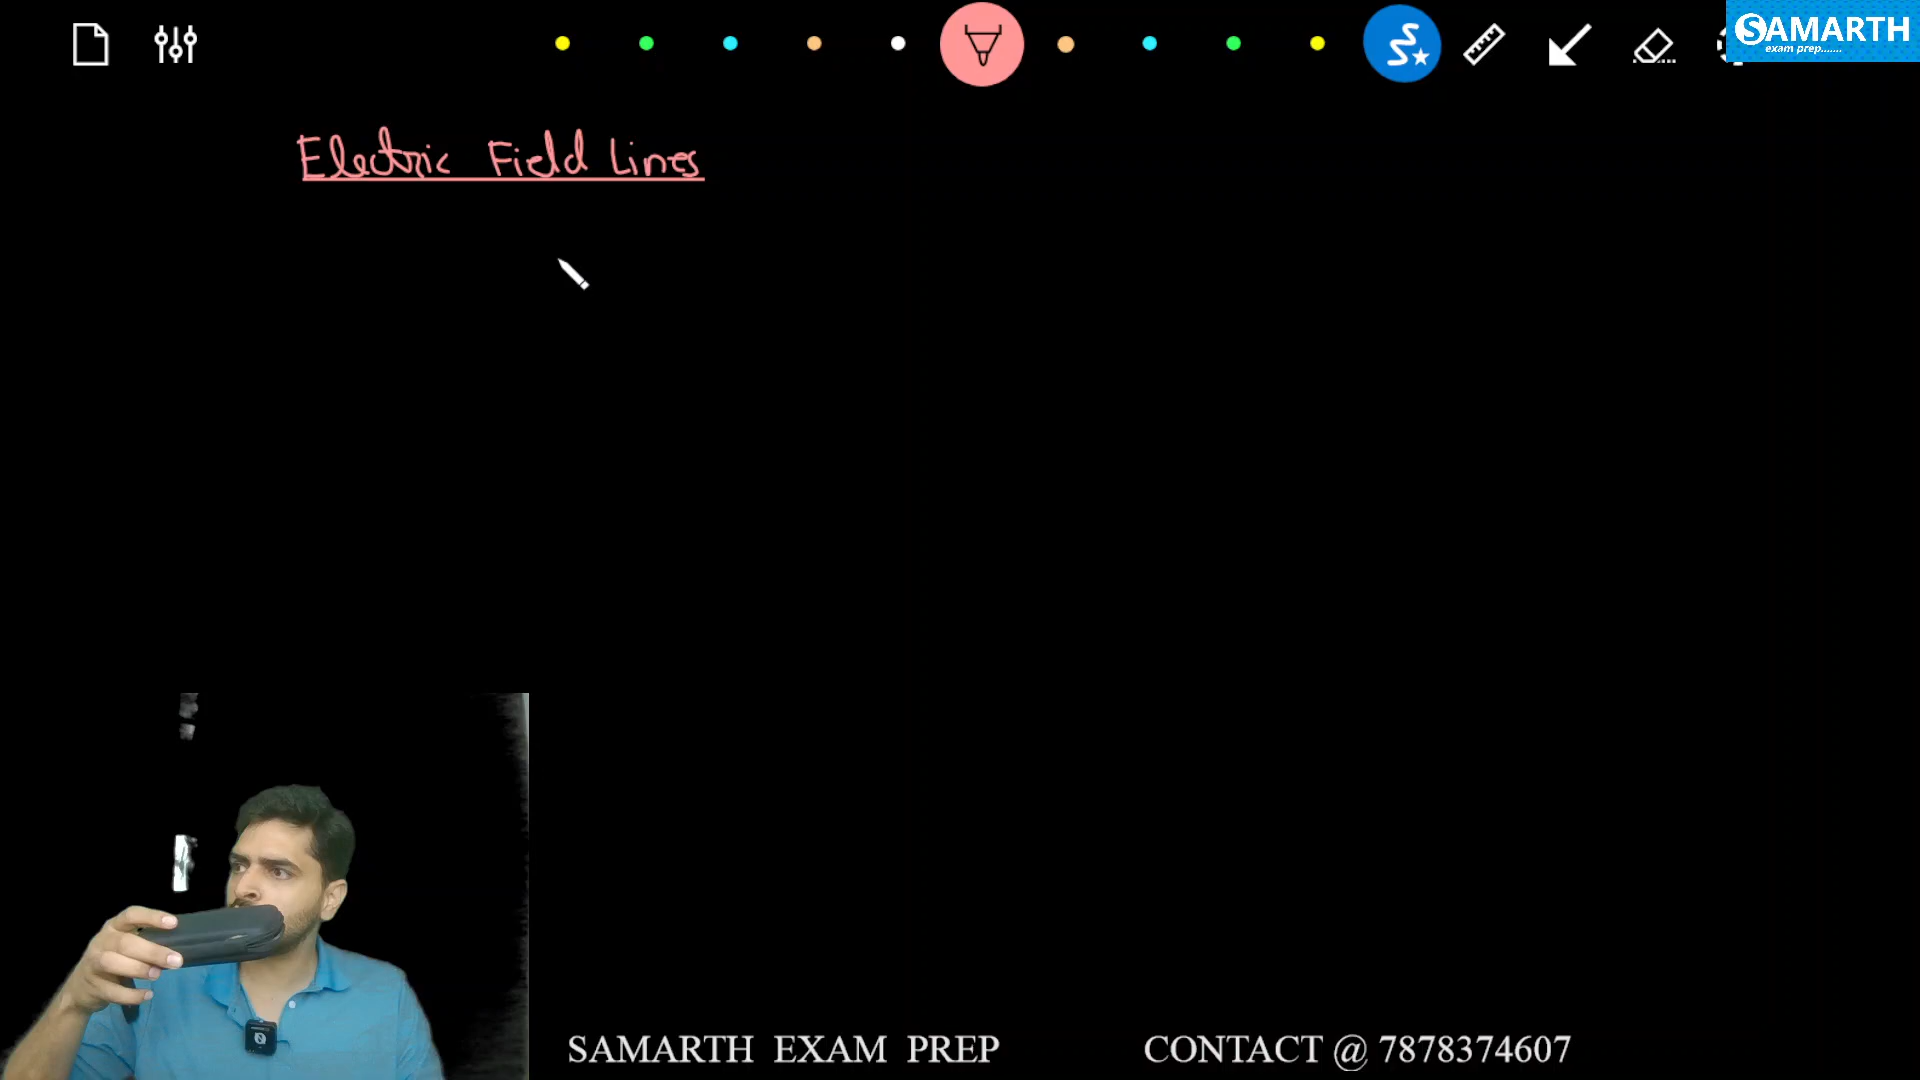 SAMARTH
exam prep.......
Electric Field Lines
SAMARTH EXAM PREP CONTACT @ 7878374607